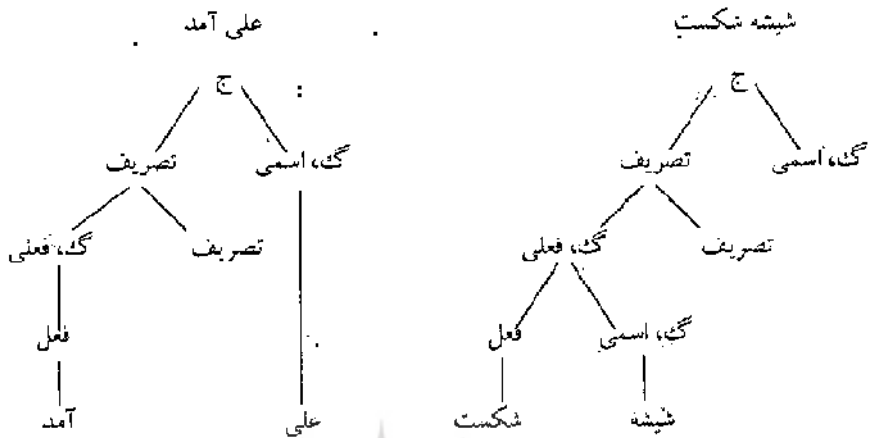 شیشه شکست علی آمد
ج ج
گ، اسمی تصریف گ، اسمی تصریف
تصریف گ، فعلی تصریف گ، فعلی
گ، اسمی فعل فعل
شیشه شکست علی آمد